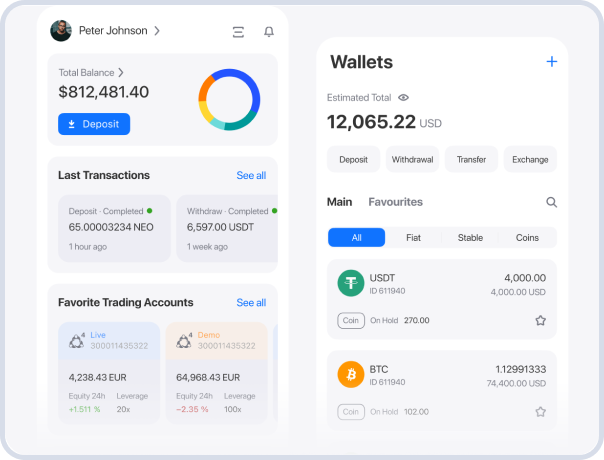 Peter Johnson
Total Balance
$812,481.40
Deposit
Last Transactions See all
Deposit · Completed
65.00003234 NEO
1 hour ago
Withdraw · Completed
6,597.00 USDT
1 week ago
Favorite Trading Accounts See all
4 Live
300011435322
4,238.43 EUR
Equity 24h Leverage
+1.511 % 20x
4 Demo
300011435322
64,968.43 EUR
Equity 24h Leverage
−2.35 % 100x
Wallets
Estimated Total
12,065.22 USD
Deposit Withdrawal Transfer Exchange
Main Favourites
All Fiat Stable Coins
USDT 4,000.00
ID 611940 4,000.00 USD
Coin On Hold 270.00
BTC 1.12991333
ID 611940 74,400.00 USD
Coin On Hold 102.00